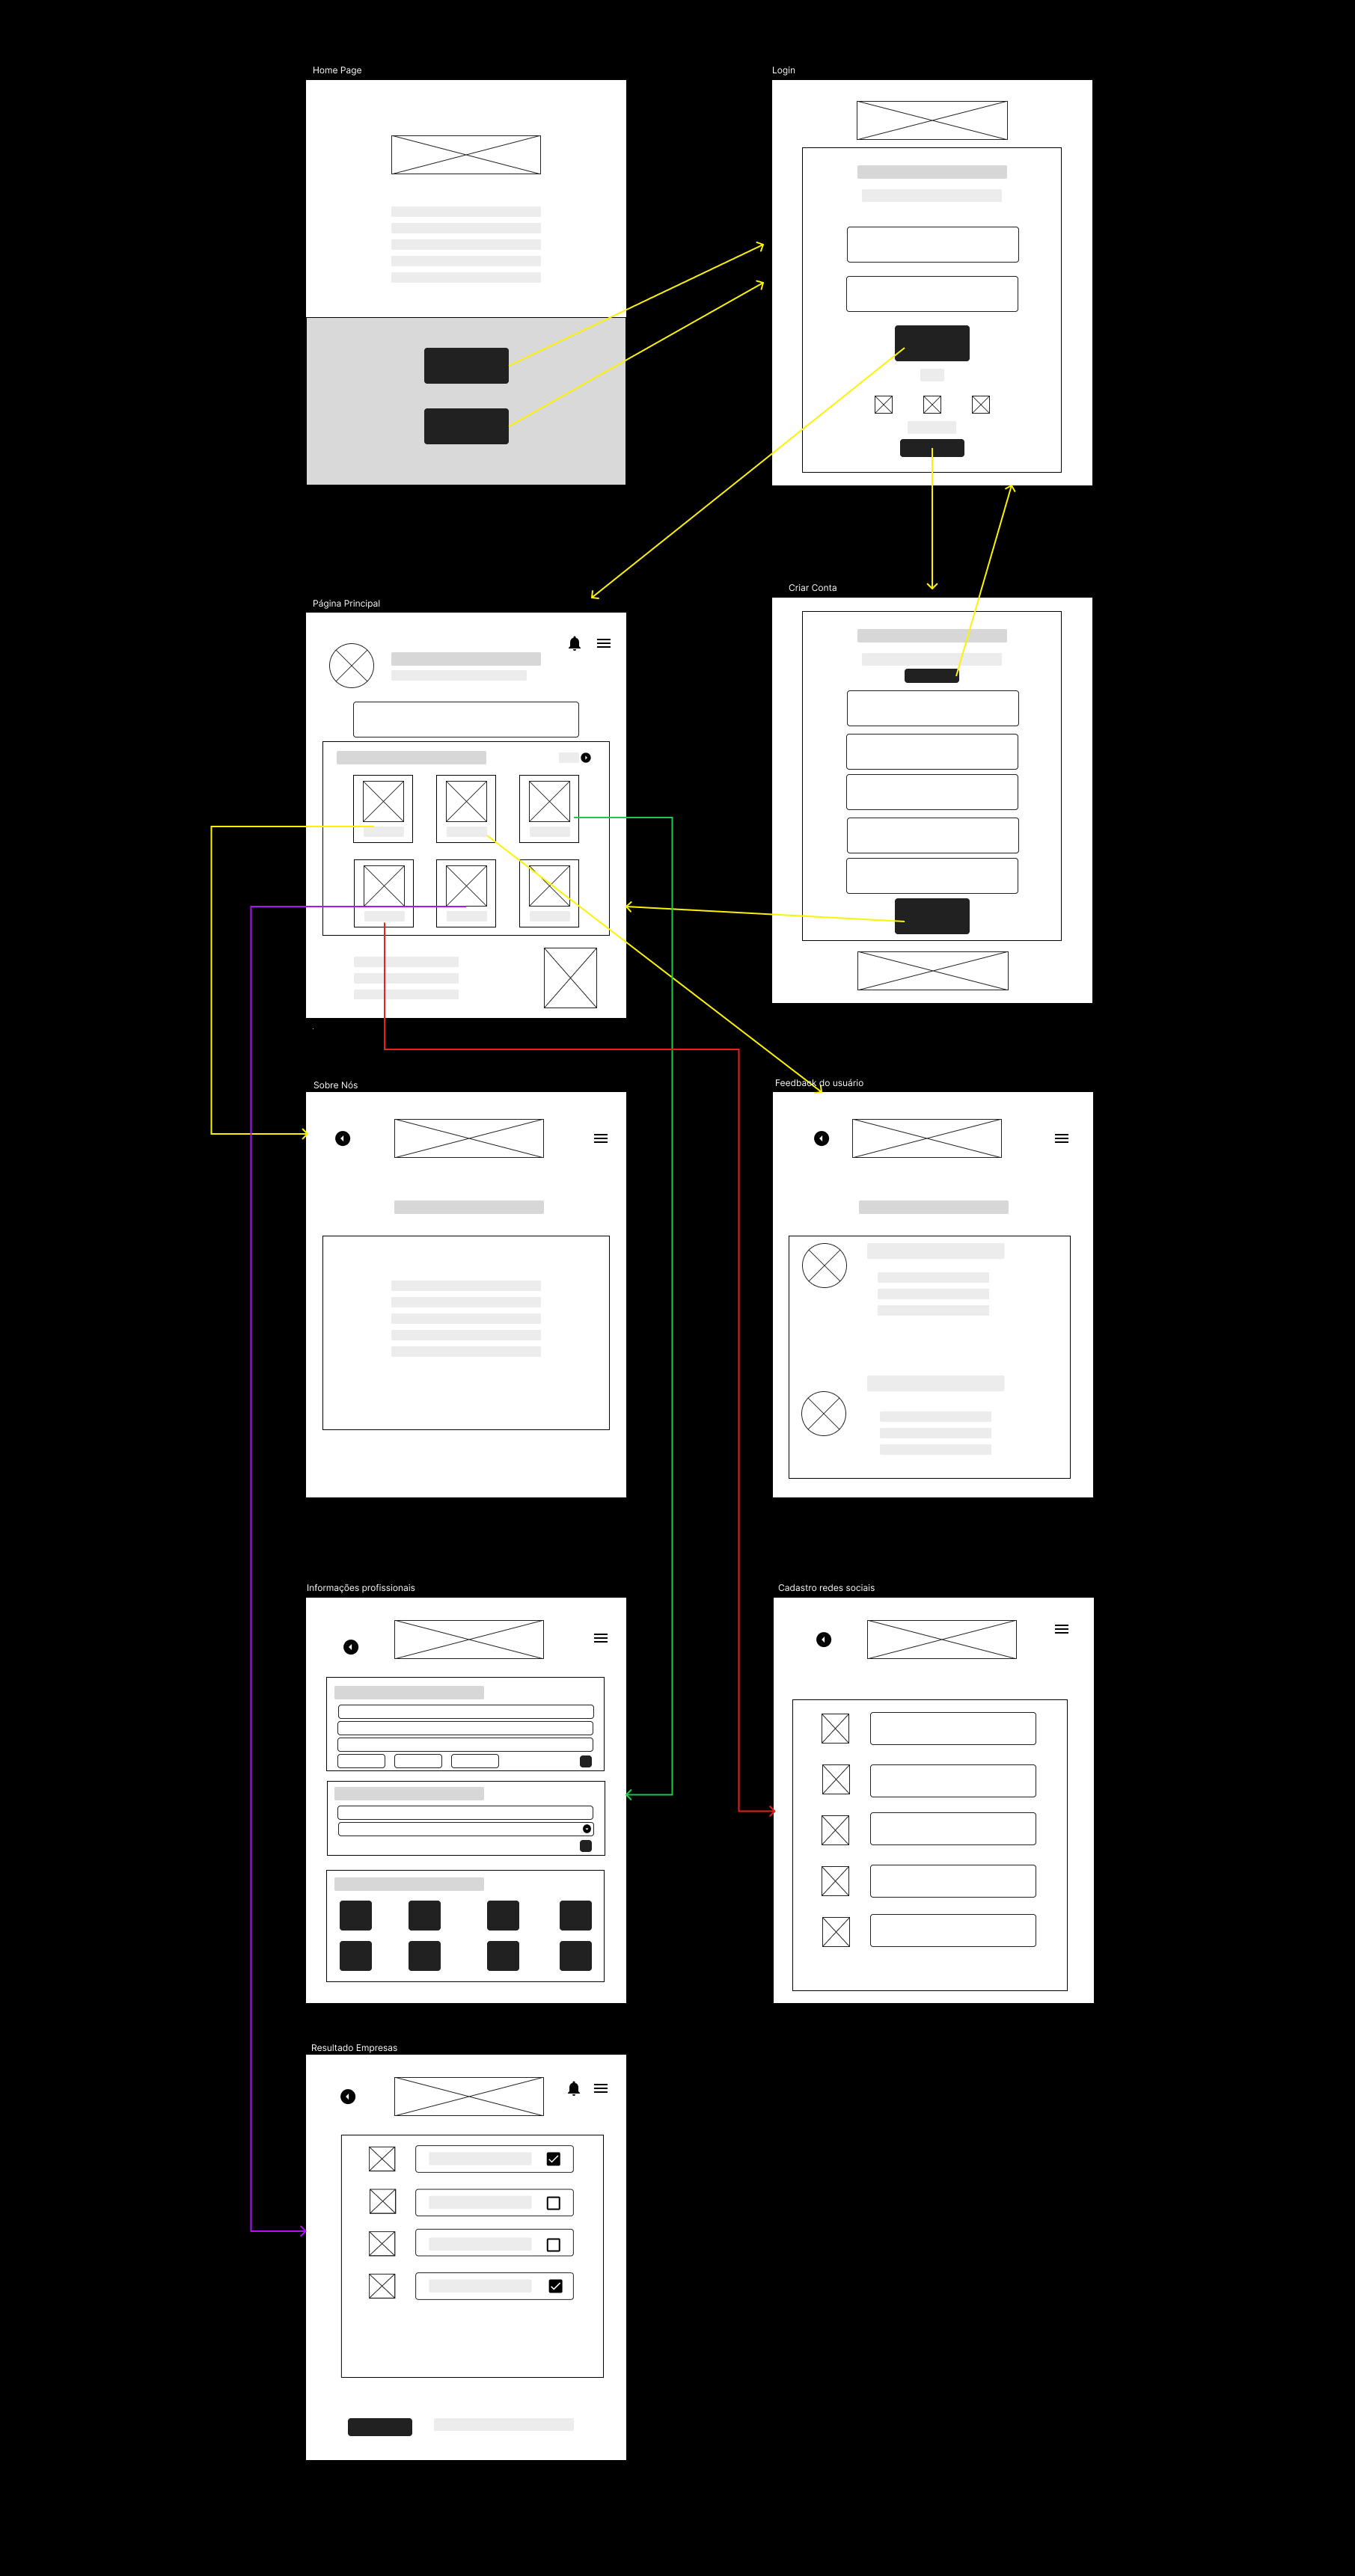 Home Page
Login
Página Principal
Criar Conta
Sobre Nós
Feedback do usuário
Informações profissionais
Cadastro redes sociais
Resultado Empresas